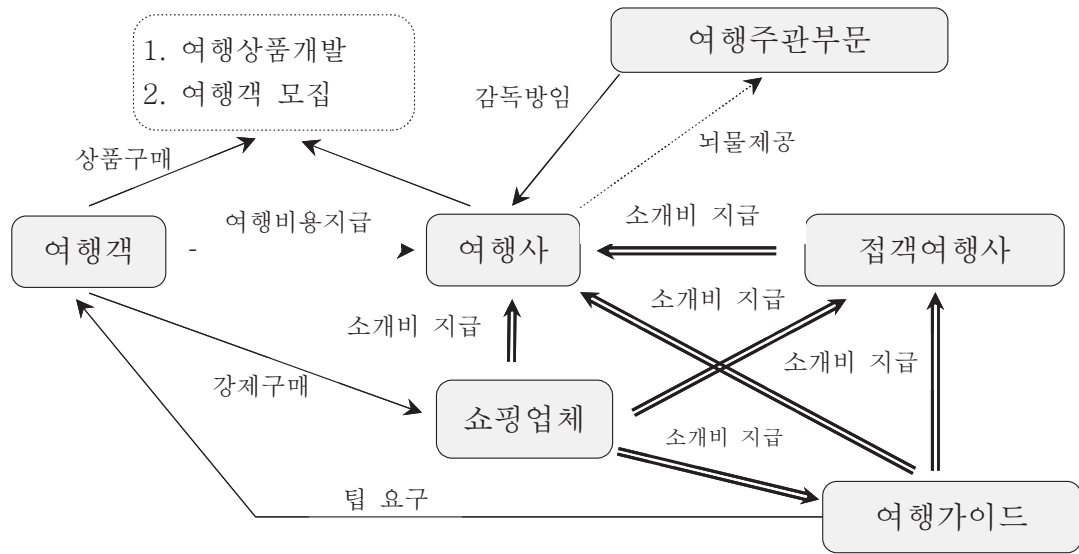 1. 여행상품개발
2. 여행객 모집
여행주관부문
감독방임
뇌물제공
상품구매
여행비용지급
소개비 지급
여행객
여행사
접객여행사
소개비 지급
소개비 지급
소개비 지급
강제구매
쇼핑업체
소개비 지급
팁 요구
여행가이드